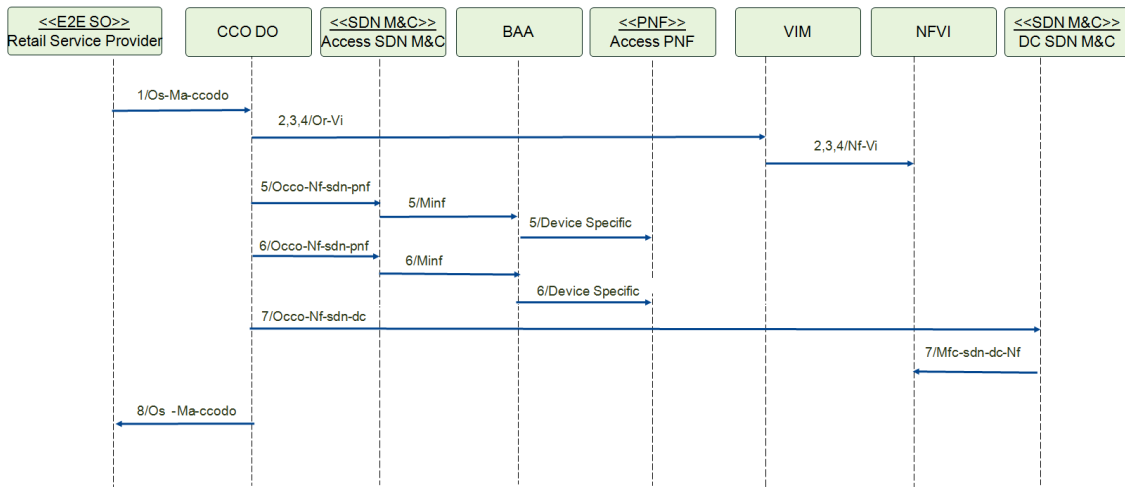 <<E2E SO>>
Retail Service Provider
CCO DO
<<SDN M&C>>
Access SDN M&C
BAA
<<PNF>>
Access PNF
VIM
NFVI
<<SDN M&C>>
DC SDN M&C
1/Os-Ma-ccodo
2,3,4/Or-Vi
2,3,4/Nf-Vi
5/Occo-Nf-sdn-pnf
5/Minf
5/Device Specific
6/Occo-Nf-sdn-pnf
6/Minf
6/Device Specific
7/Occo-Nf-sdn-dc
7/Mfc-sdn-dc-Nf
8/Os -Ma-ccodo